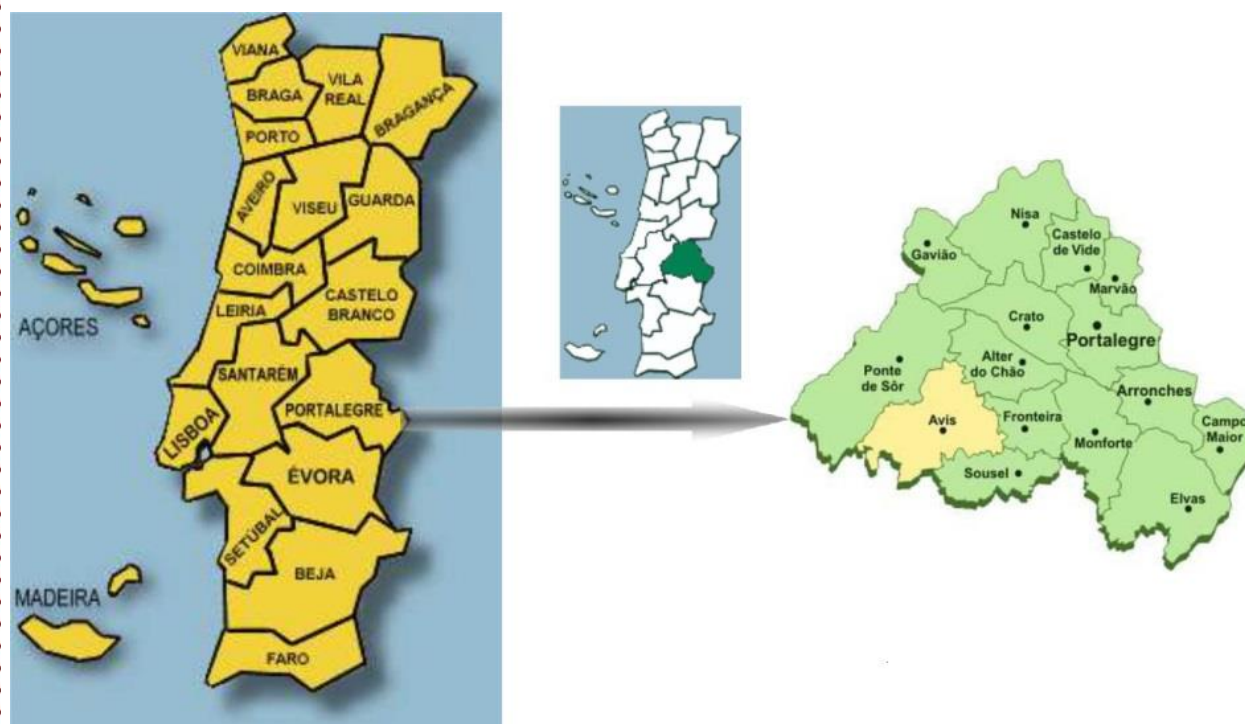 VIANA
BRAGA
VILA
REAL
BRAGANÇA
PORTO
AVEIRO
VISEU
GUARDA
COIMBRA
CASTELO
BRANCO
LEIRIA
AÇORES
SANTARÉM
PORTALEGRE
LISBOA
ÉVORA
SETÚBAL
BEJA
MADEIRA
FARO
Nisa
Castelo
de Vide
Gavião
Marvão
Crato
Portalegre
Ponte
de Sôr
Alter
do Chão
Arronches
Avis
Fronteira
Campo
Maior
Monforte
Sousel
Elvas